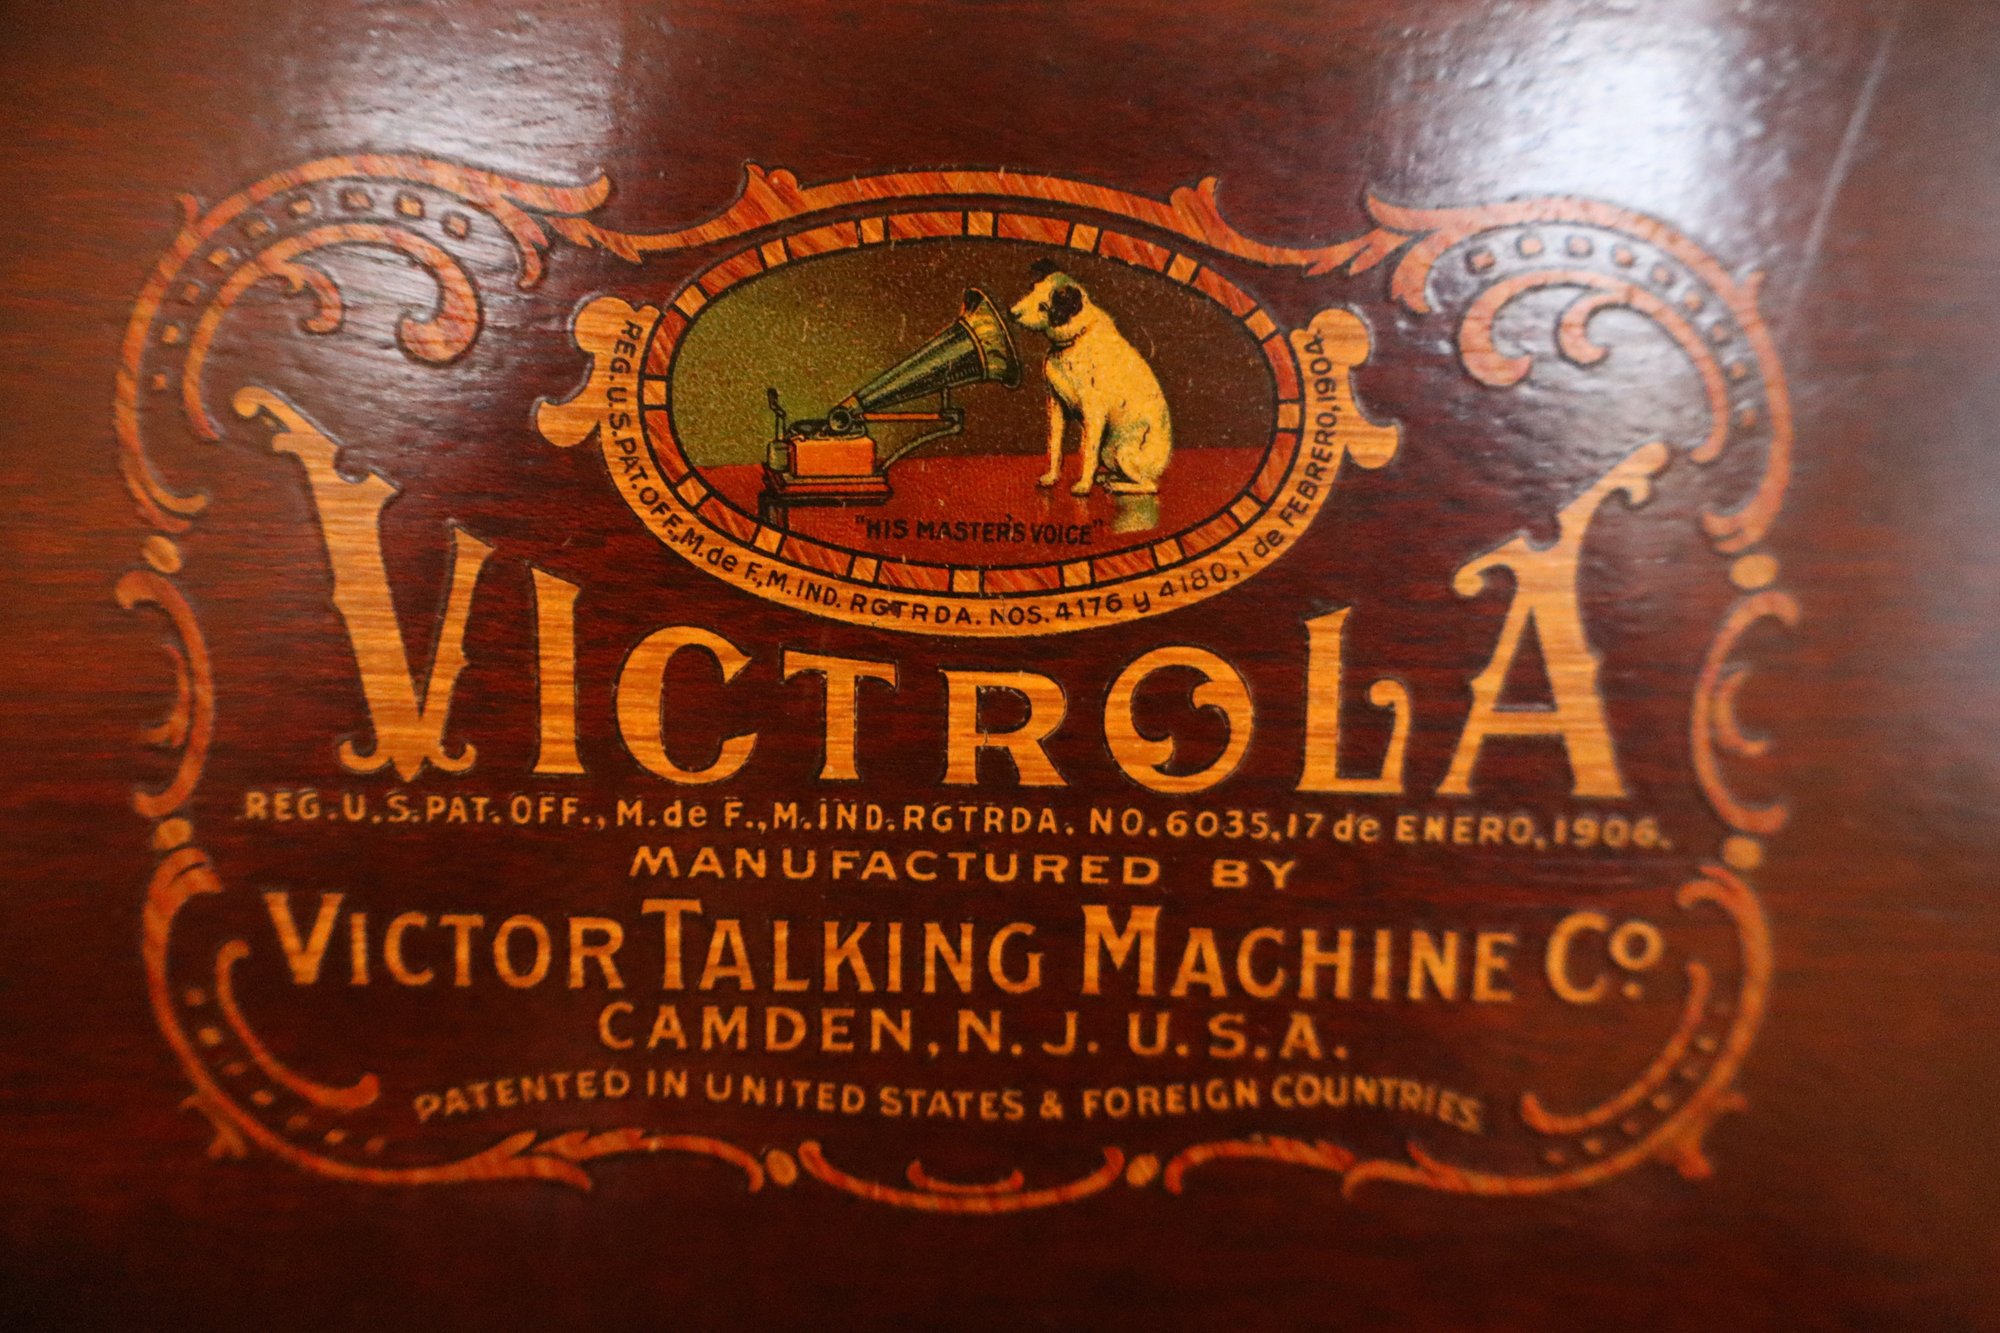 "HIS MASTER'S VOICE"
REG. U.S. PAT. OFF., M. de F., M. IND. RGTRDA. NOS. 4176 y 4180, 1 de FEBRERO, 1904.
VICTROLA
REG. U.S. PAT. OFF., M. de F., M. IND. RGTRDA. NO. 6035, 17 de ENERO, 1906.
MANUFACTURED BY
VICTOR TALKING MACHINE Co.
CAMDEN, N. J. U. S. A.
PATENTED IN UNITED STATES & FOREIGN COUNTRIES